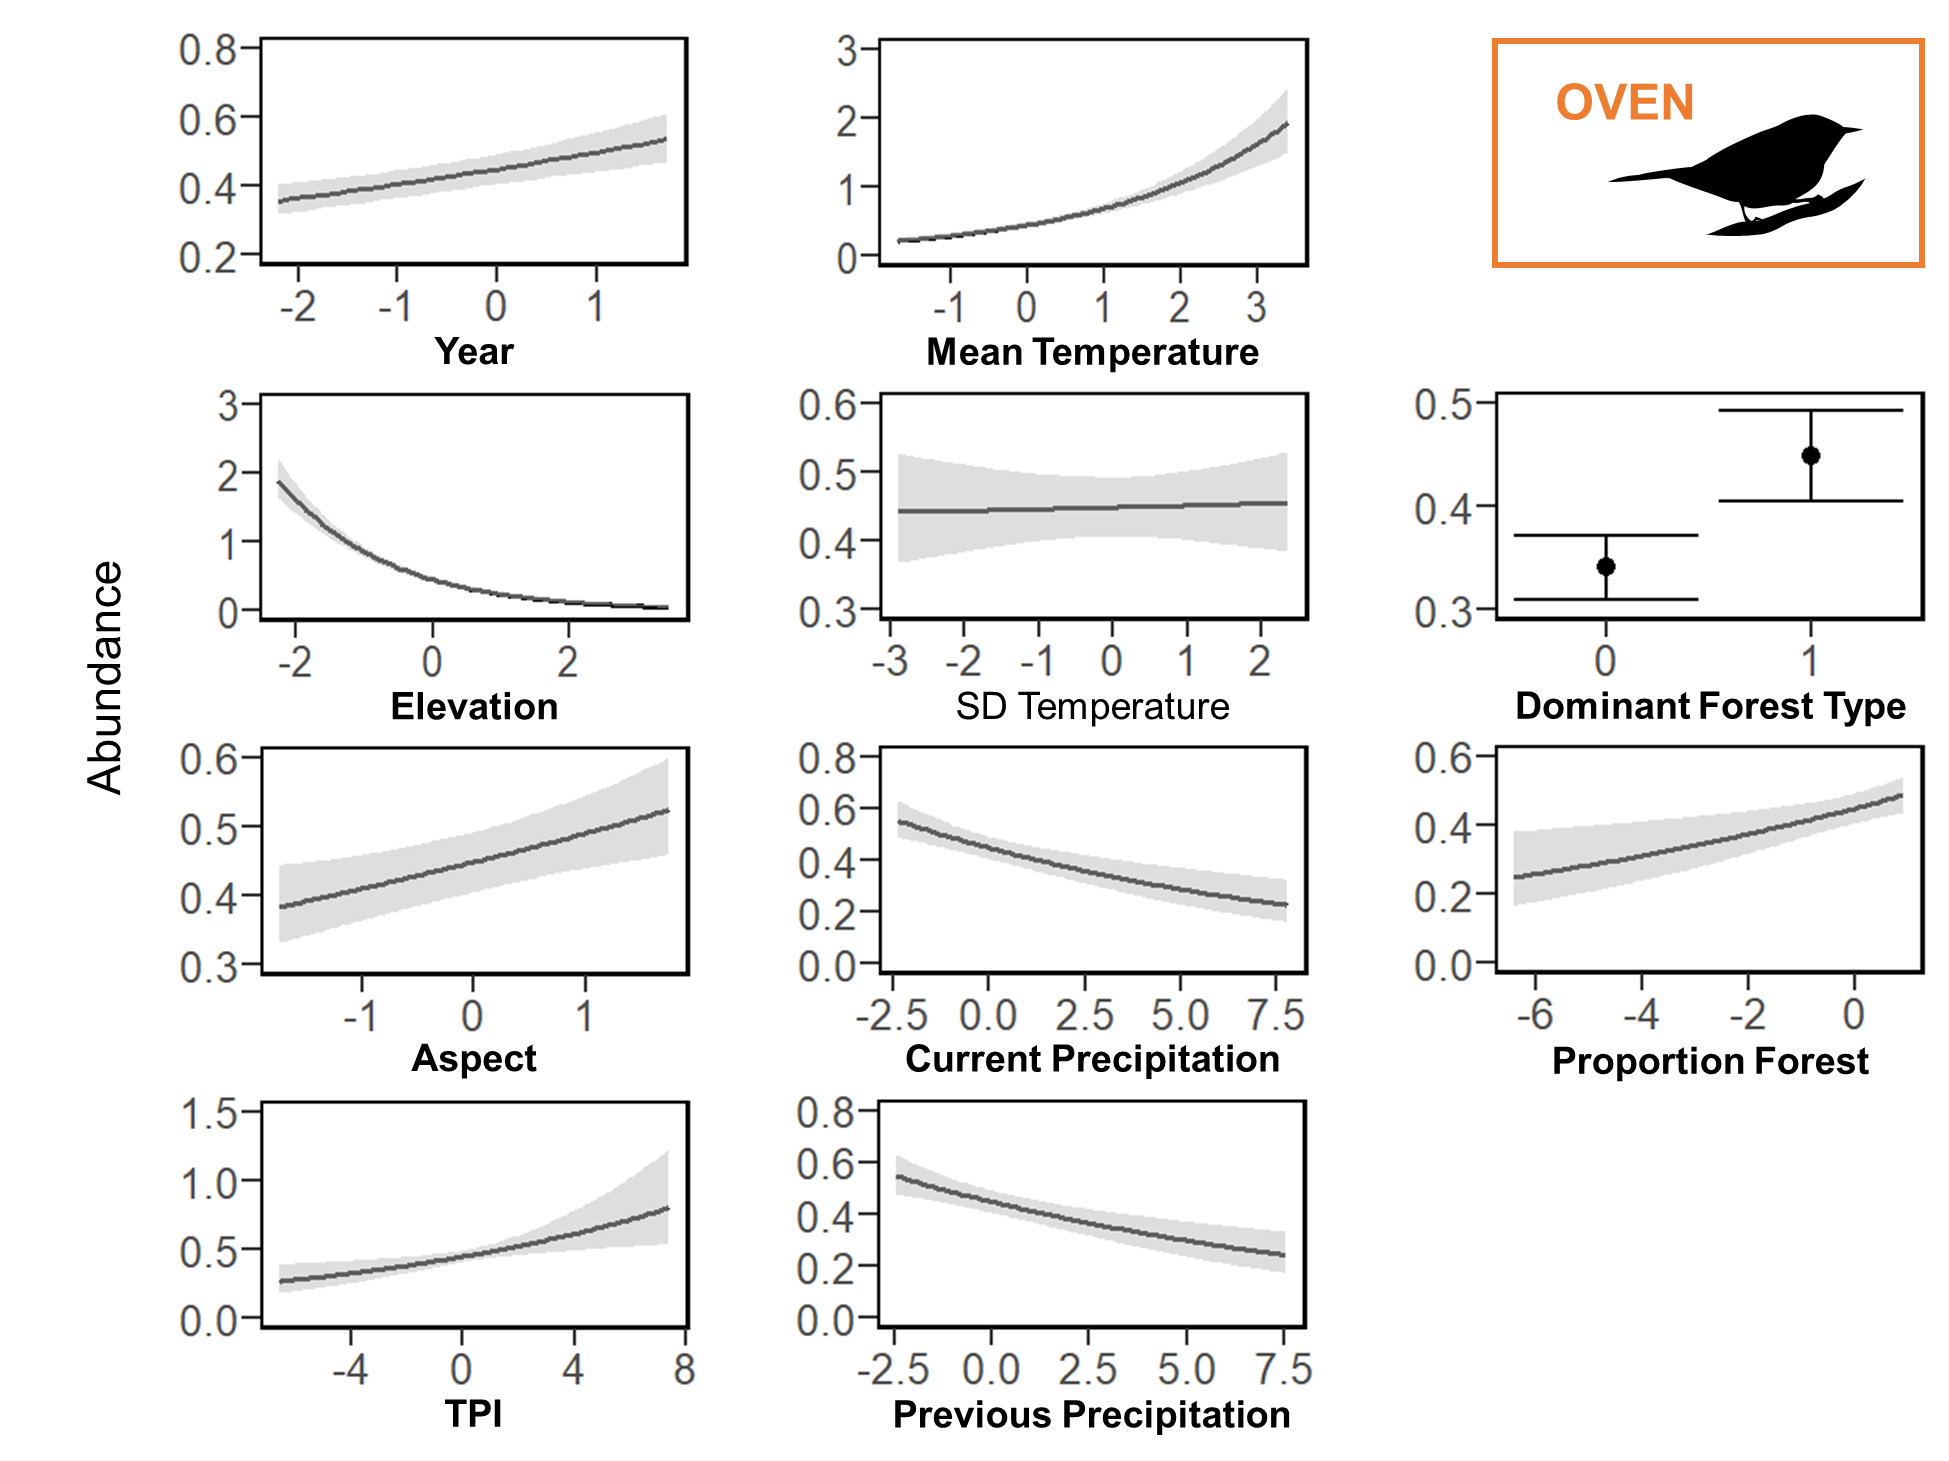 0.8
0.6
0.4
0.2
-2 -1 0 1
Year
3
2
1
0
-1 0 1 2 3
Mean Temperature
OVEN
Abundance
3
2
1
0
-2 0 2
Elevation
0.6
0.5
0.4
0.3
-3 -2 -1 0 1 2
SD Temperature
0.5
0.4
0.3
0 1
Dominant Forest Type
0.6
0.5
0.4
0.3
-1 0 1
Aspect
0.8
0.6
0.4
0.2
0.0
-2.5 0.0 2.5 5.0 7.5
Current Precipitation
0.6
0.4
0.2
0.0
-6 -4 -2 0
Proportion Forest
1.5
1.0
0.5
0.0
-4 0 4 8
TPI
0.8
0.6
0.4
0.2
0.0
-2.5 0.0 2.5 5.0 7.5
Previous Precipitation